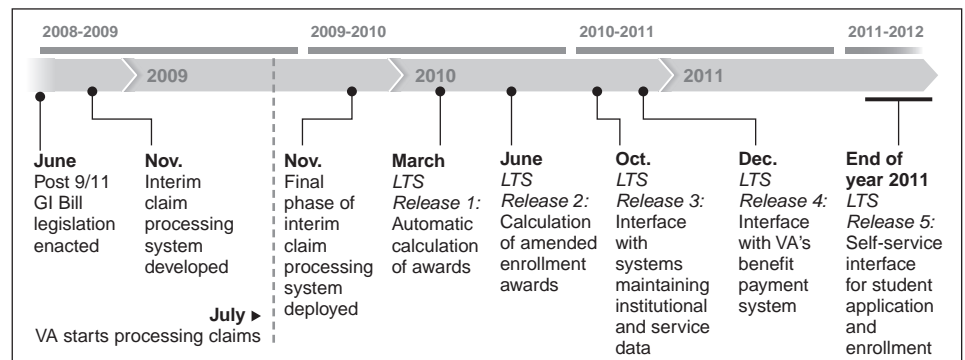 2008-2009
2009-2010
2010-2011
2011-2012
2009
2010
2011
June
Post 9/11
GI Bill
legislation
enacted
Nov.
Interim
claim
processing
system
developed
July ►
VA starts processing claims
Nov.
Final
phase of
interim
claim
processing
system
deployed
March
LTS
Release 1:
Automatic
calculation
of awards
June
LTS
Release 2:
Calculation
of amended
enrollment
awards
Oct.
LTS
Release 3:
Interface
with
systems
maintaining
institutional
and service
data
Dec.
LTS
Release 4:
Interface
with VA's
benefit
payment
system
End of
year 2011
LTS
Release 5:
Self-service
interface
for student
application
and
enrollment